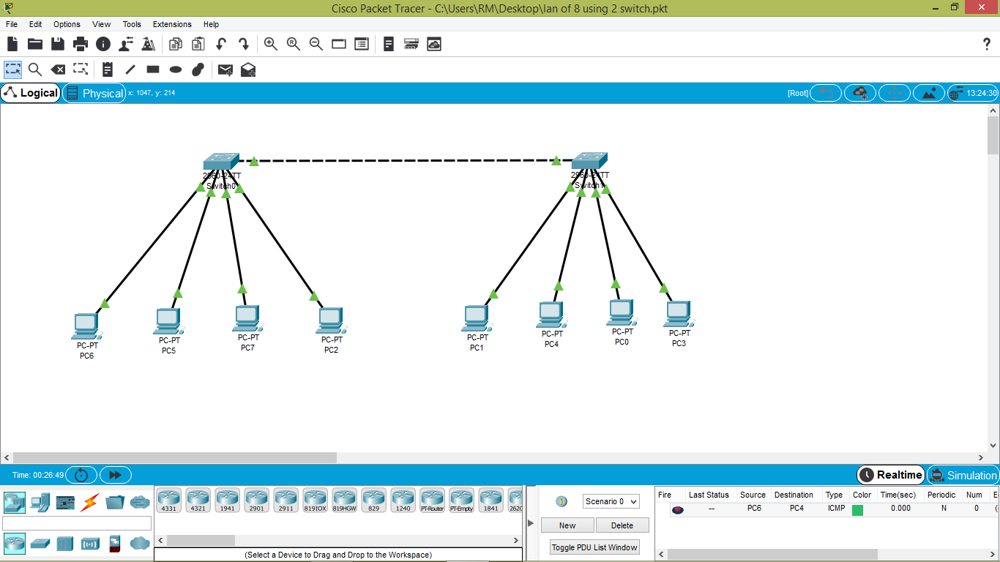 Cisco Packet Tracer - C:\Users\RM\Desktop\lan of 8 using 2 switch.pkt
File Edit Options View Tools Extensions Help
Logical Physical x: 1047, y: 214 [Root] 13:24:30
2960-24TT
Switch0
2960-24TT
Switch1
PC-PT
PC6
PC-PT
PC5
PC-PT
PC7
PC-PT
PC2
PC-PT
PC1
PC-PT
PC4
PC-PT
PC0
PC-PT
PC3
Time: 00:26:49 Realtime Simulation
4331 4321 1941 2901 2911 819IOX 819HGW 829 1240 PT-Router PT-Empty 1841 2620
(Select a Device to Drag and Drop to the Workspace)
Scenario 0
New Delete
Toggle PDU List Window
Fire Last Status Source Destination Type Color Time(sec) Periodic Num E
-- PC6 PC4 ICMP 0.000 N 0 (